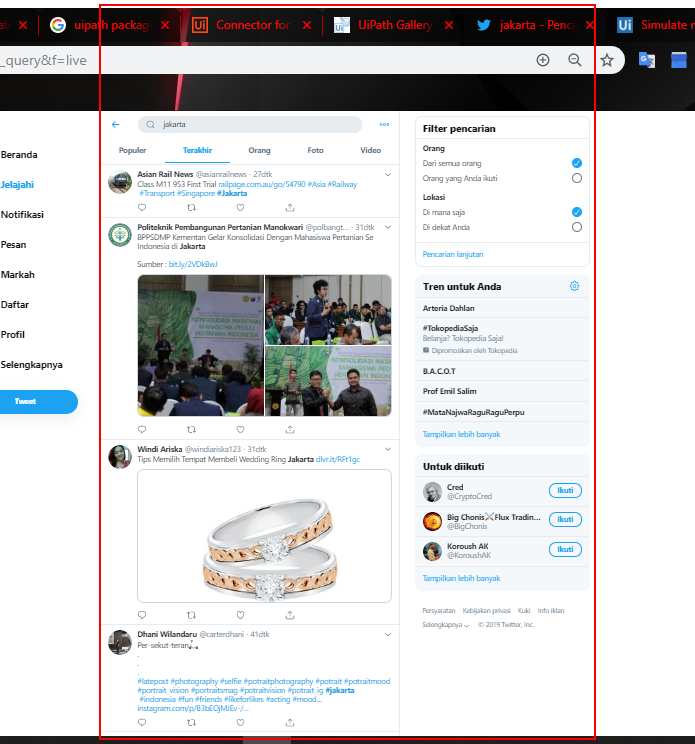 uipath package
Connector for
UiPath Gallery
jakarta - Penc
Simulate
_query&f=live
Beranda
Jelajahi
Notifikasi
Pesan
Markah
Daftar
Profil
Selengkapnya
Tweet
jakarta
Populer
Terakhir
Orang
Foto
Video
Asian Rail News @asianrailnews · 27dtk
Class M11 953 First Trial railpage.com.au/go/54790 #Asia #Railway
#Transport #Singapore #Jakarta
Politeknik Pembangunan Pertanian Manokwari @polbangt... · 31dtk
BPPSDMP Kementan Gelar Konsolidasi Dengan Mahasiswa Pertanian Se
Indonesia di Jakarta
Sumber : bit.ly/2VDkBwJ
KONSOLIDASI NASIONAL
Windi Ariska @windiariska123 · 31dtk
Tips Memilih Tempat Membeli Wedding Ring Jakarta dlvr.it/RFt1gc
Dhani Wilandaru @carterdhani · 41dtk
Per-sekut-teran
.
.
.
#latepost #photography #selfie #potraitphotography #potrait #potraitmood
#portrait_vision #portraitsmag #potraitvision #potrait_ig #jakarta
#indonesia #fun #friends #likeforlikes #acting #mood...
instagram.com/p/B3bEOjMJEv-/...
Filter pencarian
Orang
Dari semua orang
Orang yang Anda ikuti
Lokasi
Di mana saja
Di dekat Anda
Pencarian lanjutan
Tren untuk Anda
Arteria Dahlan
#TokopediaSaja
Belanja? Tokopedia Saja!
Dipromosikan oleh Tokopedia
B.A.C.O.T
Prof Emil Salim
#MataNajwaRaguRaguPerpu
Tampilkan lebih banyak
Untuk diikuti
Cred
@CryptoCred
Ikuti
Big Chonis⚔Flux Tradin...
@BigChonis
Ikuti
Koroush AK
@KoroushAK
Ikuti
Tampilkan lebih banyak
Persyaratan Kebijakan privasi Kuki Info iklan
Selengkapnya © 2019 Twitter, Inc.